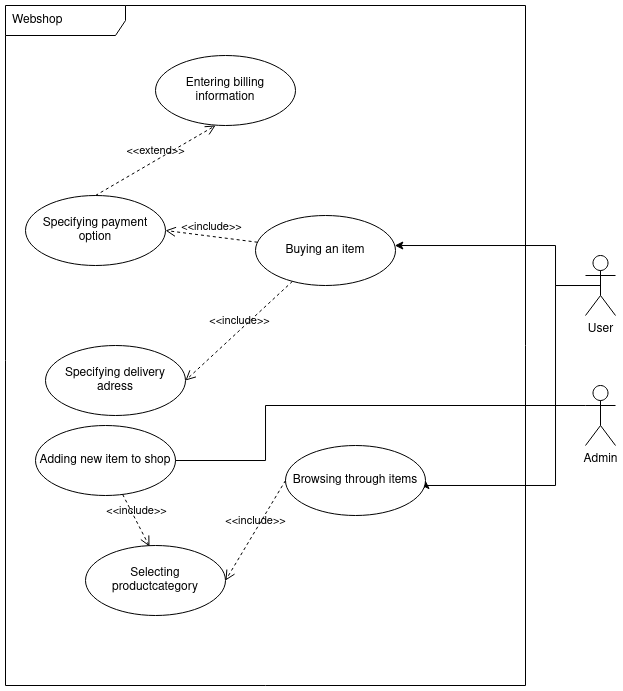 Webshop
Entering billing
information
<<extend>>
Specifying payment
option
<<include>>
Buying an item
User
<<include>>
Specifying delivery
adress
Adding new item to shop
Admin
Browsing through items
<<include>>
<<include>>
Selecting
productcategory